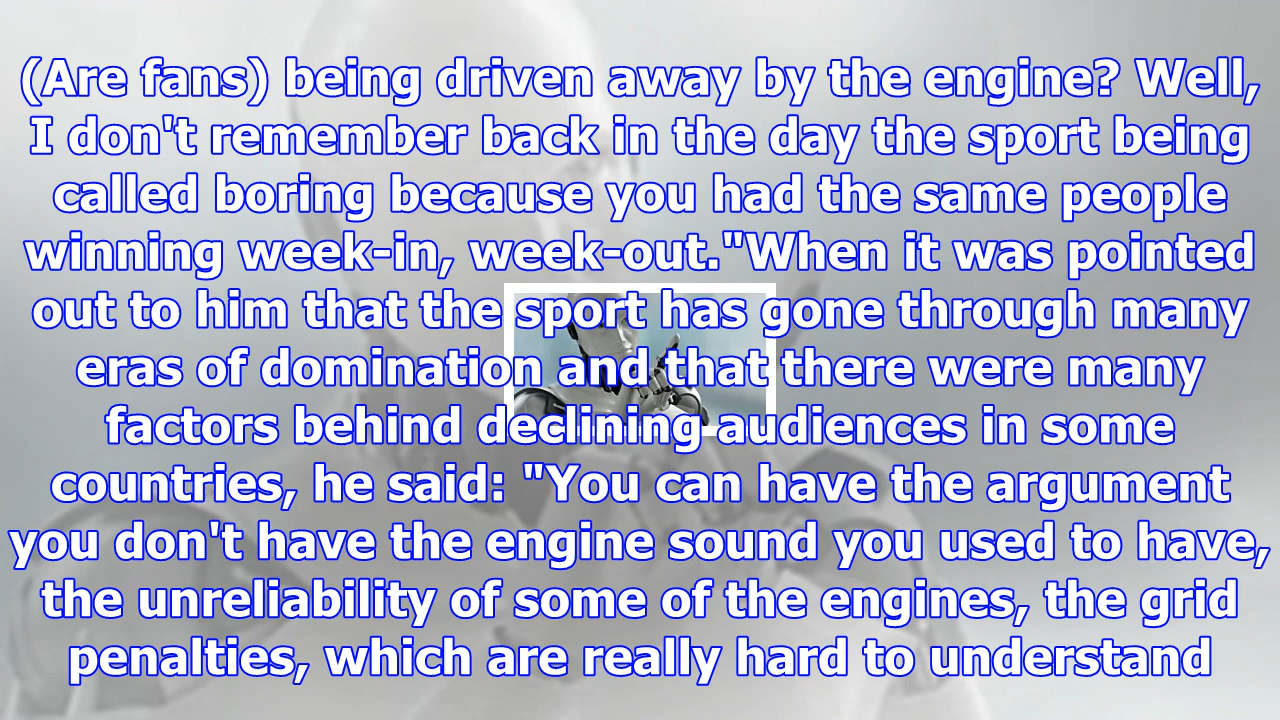 (Are fans) being driven away by the engine? Well,
I don't remember back in the day the sport being
called boring because you had the same people
winning week-in, week-out."When it was pointed
out to him that the sport has gone through many
eras of domination and that there were many
factors behind declining audiences in some
countries, he said: "You can have the argument
you don't have the engine sound you used to have,
the unreliability of some of the engines, the grid
penalties, which are really hard to understand